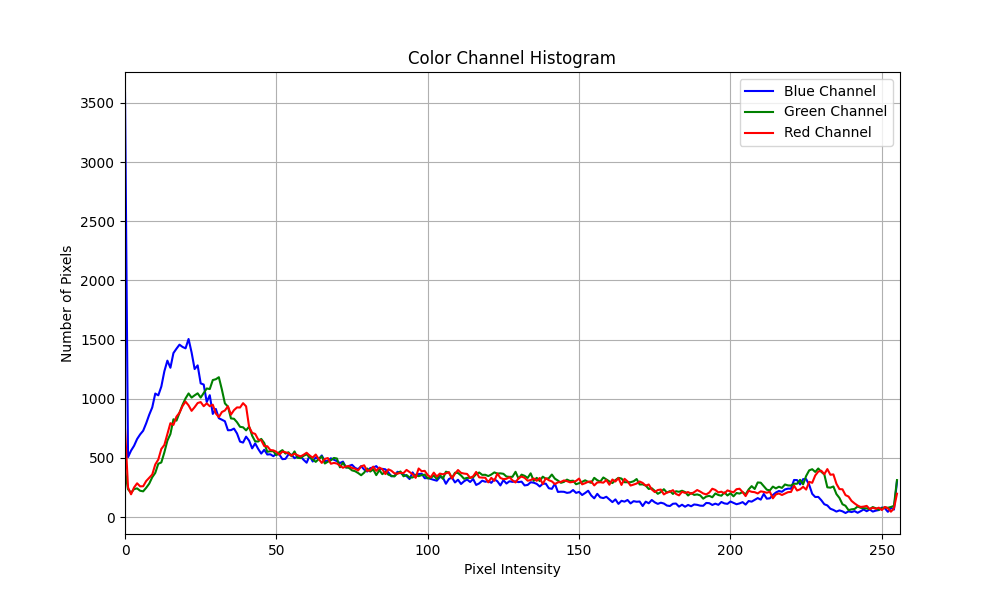 Color Channel Histogram
Blue Channel
Green Channel
Red Channel
Number of Pixels
3500
3000
2500
2000
1500
1000
500
0
0 50 100 150 200 250
Pixel Intensity